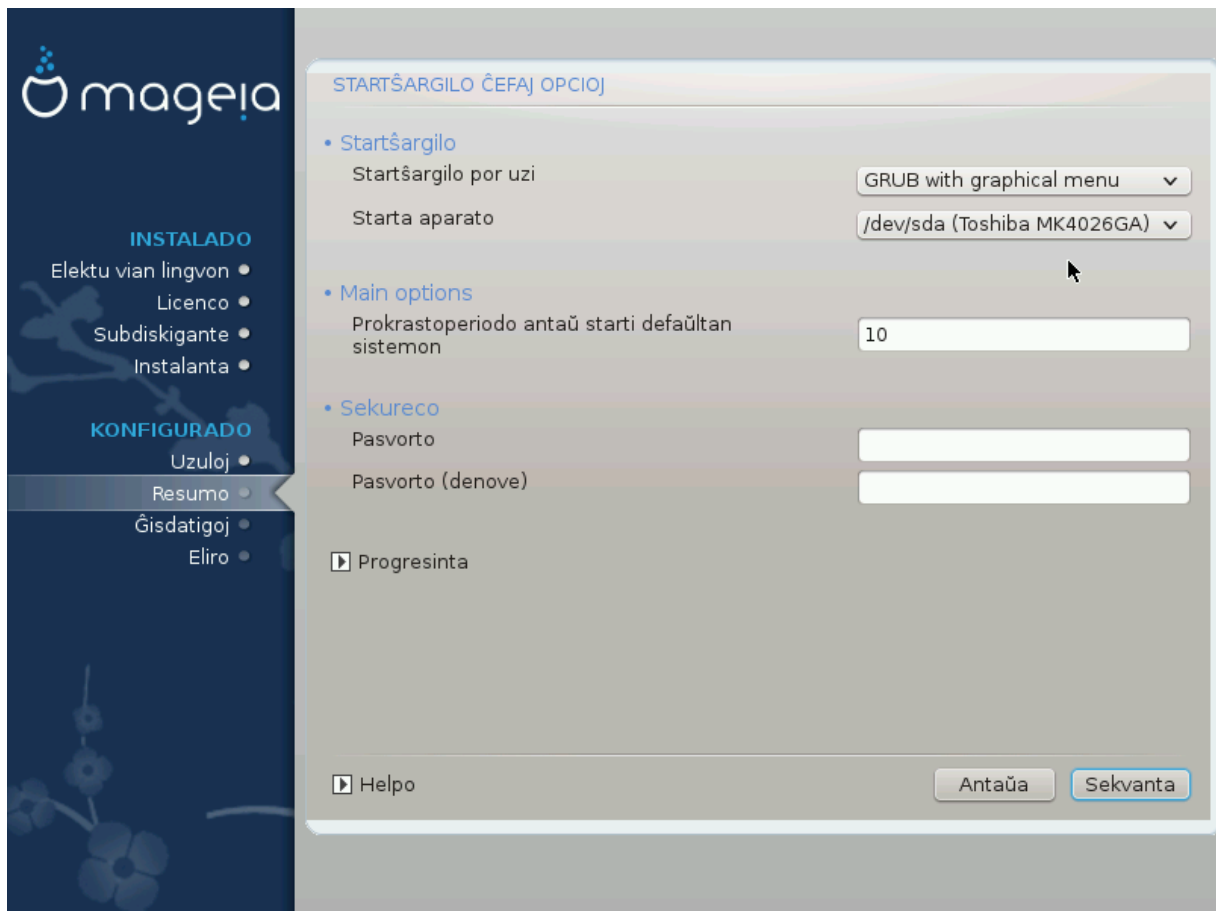 mageia
INSTALADO
Elektu vian lingvon
Licenco
Subdiskigante
Instalanta
KONFIGURADO
Uzuloj
Resumo
Ĝisdatigoj
Eliro
STARTŜARGILO ĈEFAJ OPCIOJ
• Startŝargilo
Startŝargilo por uzi
GRUB with graphical menu
Starta aparato
/dev/sda (Toshiba MK4026GA)
• Main options
Prokrastoperiodo antaŭ starti defaŭltan
sistemon
10
• Sekureco
Pasvorto
Pasvorto (denove)
Progresinta
Helpo
Antaŭa
Sekvanta